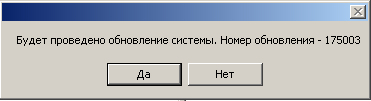 Будет проведено обновление системы. Номер обновления - 175003
Да Нет